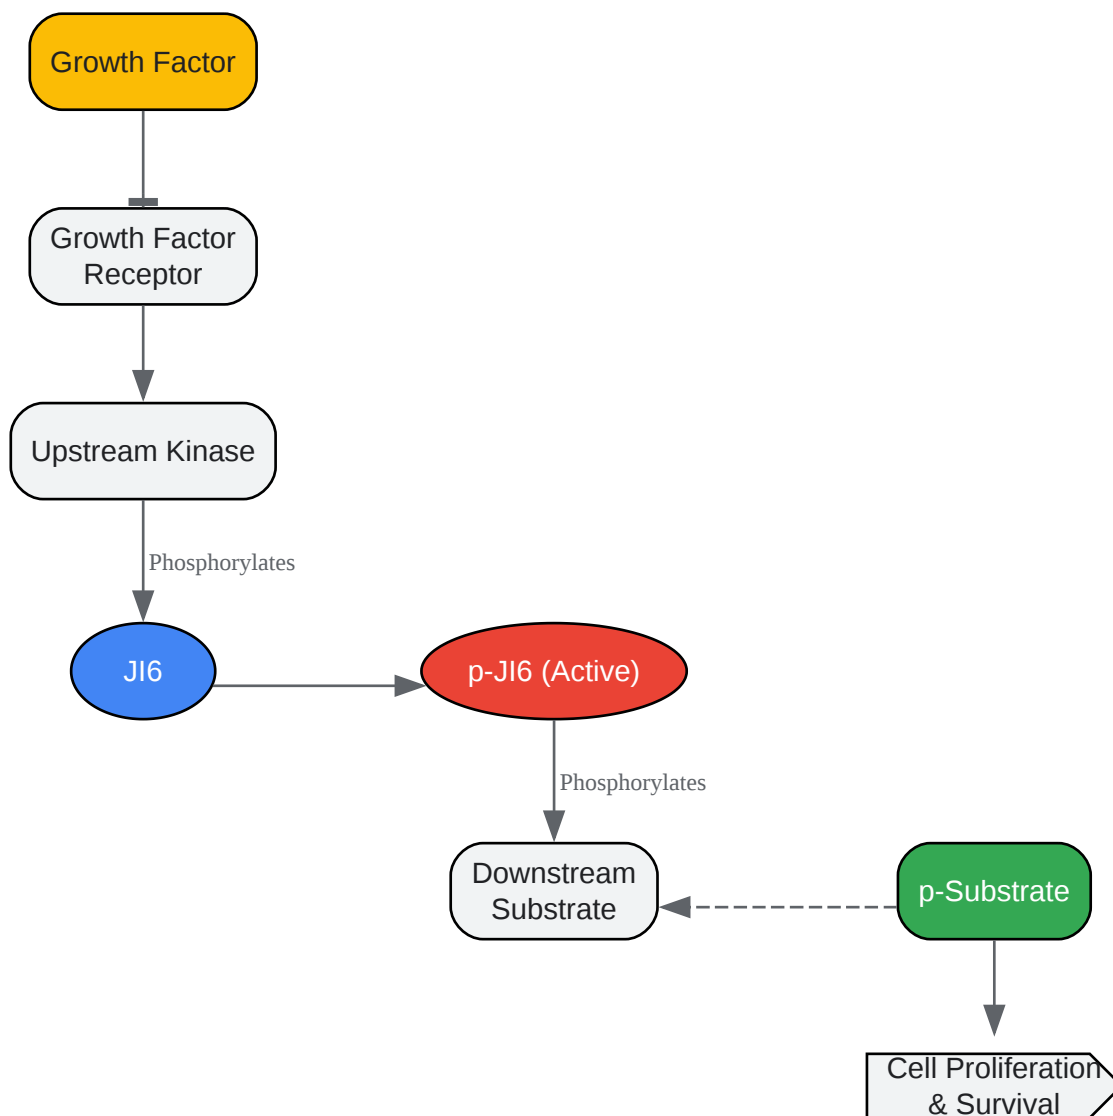 Growth Factor
Growth Factor
Receptor
Upstream Kinase
Phosphorylates
JI6
p-JI6 (Active)
Phosphorylates
Downstream
Substrate
p-Substrate
Cell Proliferation
& Survival